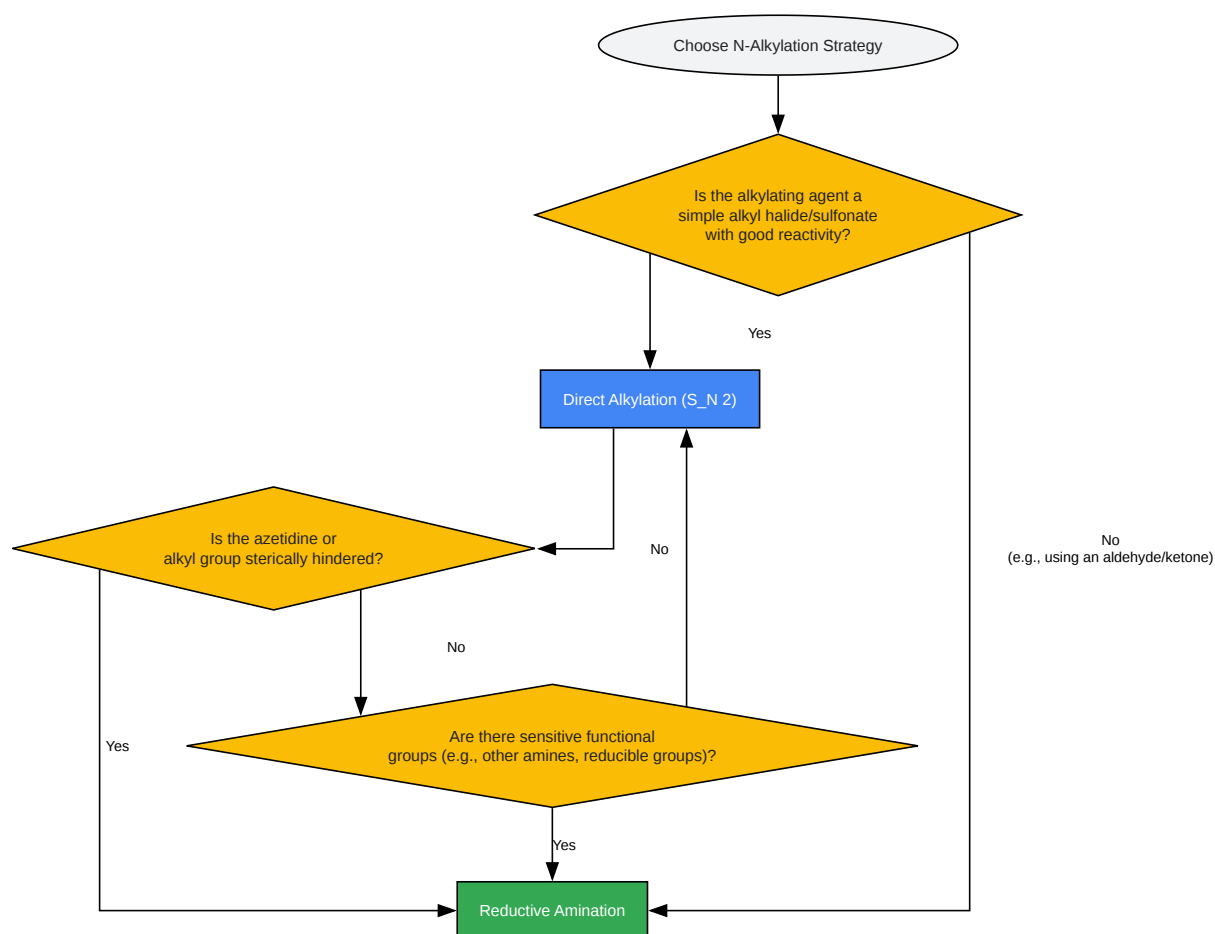 Choose N-Alkylation Strategy
Is the alkylating agent a
simple alkyl halide/sulfonate
with good reactivity?
Yes
Direct Alkylation (S_N 2)
Is the azetidine or
alkyl group sterically hindered?
No
No
(e.g., using an aldehyde/ketone)
No
Yes
Are there sensitive functional
groups (e.g., other amines, reducible groups)?
Yes
Reductive Amination